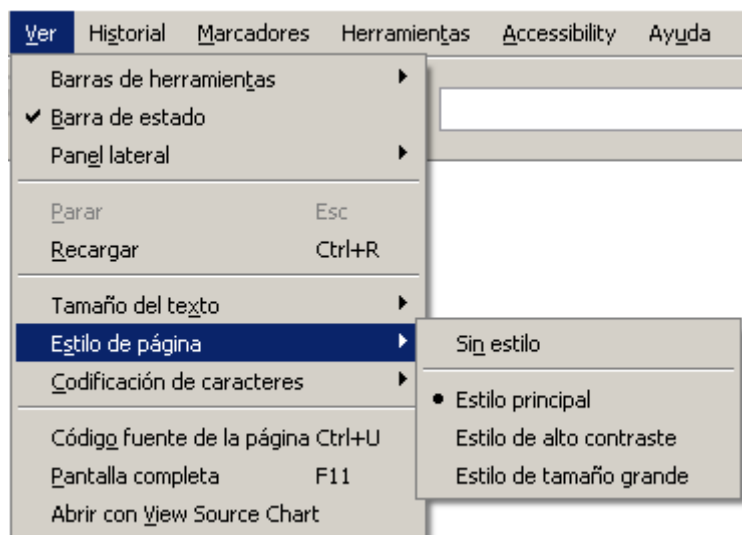 Ver Historial Marcadores Herramientas Accessibility Ayuda
Barras de herramientas
Barra de estado
Panel lateral
Parar Esc
Recargar Ctrl+R
Tamaño del texto
Estilo de página
Codificación de caracteres
Código fuente de la página Ctrl+U
Pantalla completa F11
Abrir con View Source Chart
Sin estilo
Estilo principal
Estilo de alto contraste
Estilo de tamaño grande